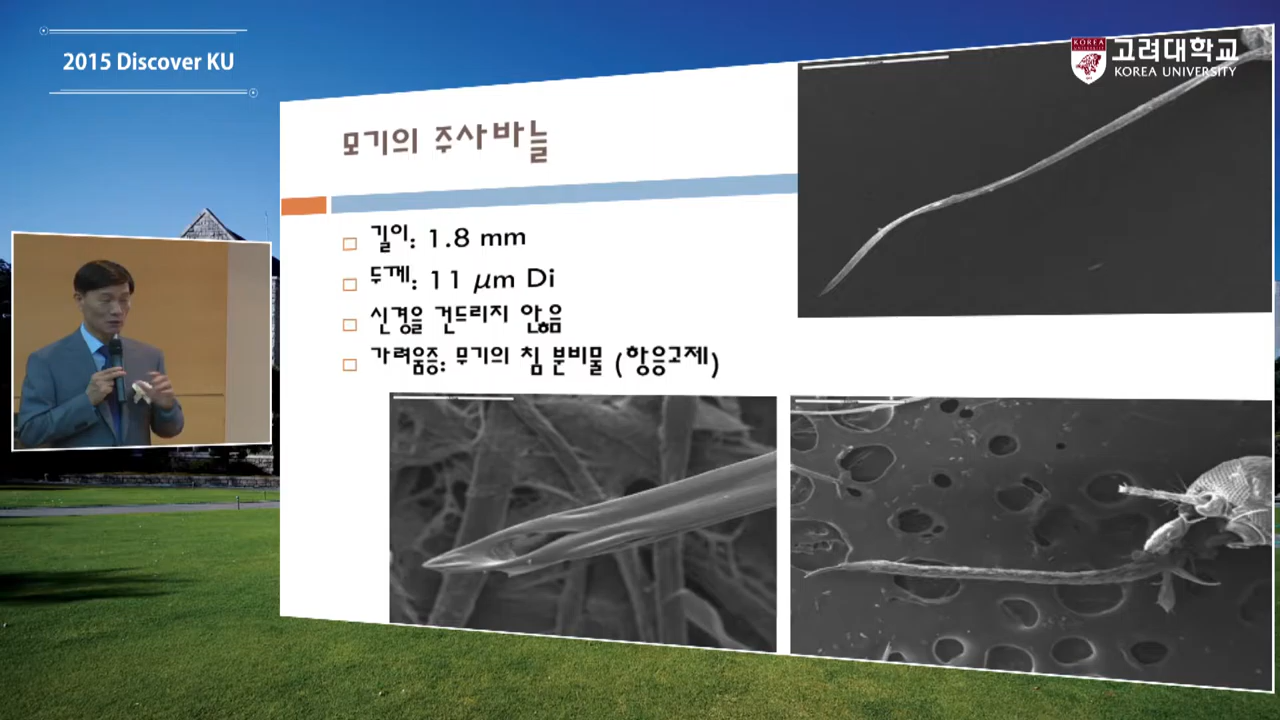 2015 Discover KU
KOREA
고려대학교
KOREA UNIVERSITY
모기의 주사바늘
길이: 1.8 mm
두께: 11 μm Di
신경을 건드리지 않음
가려움증: 무기의 침 분비물 (항응고제)